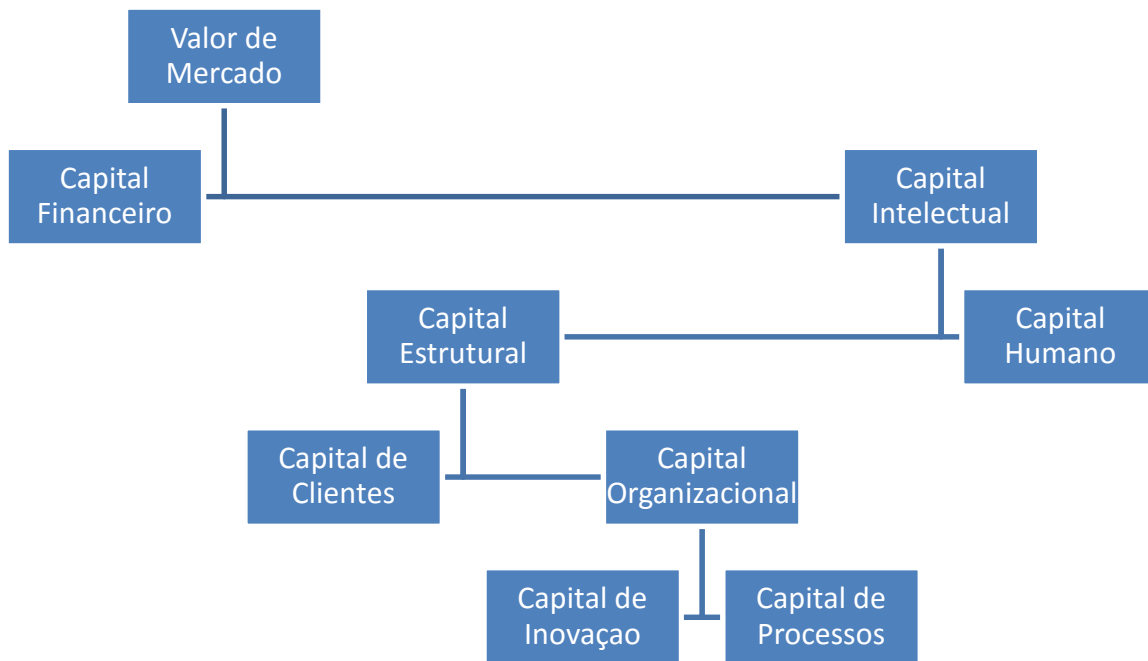 Valor de
Mercado
Capital
Financeiro
Capital
Intelectual
Capital
Estrutural
Capital
Humano
Capital de
Clientes
Capital
Organizacional
Capital de
Inovaçao
Capital de
Processos